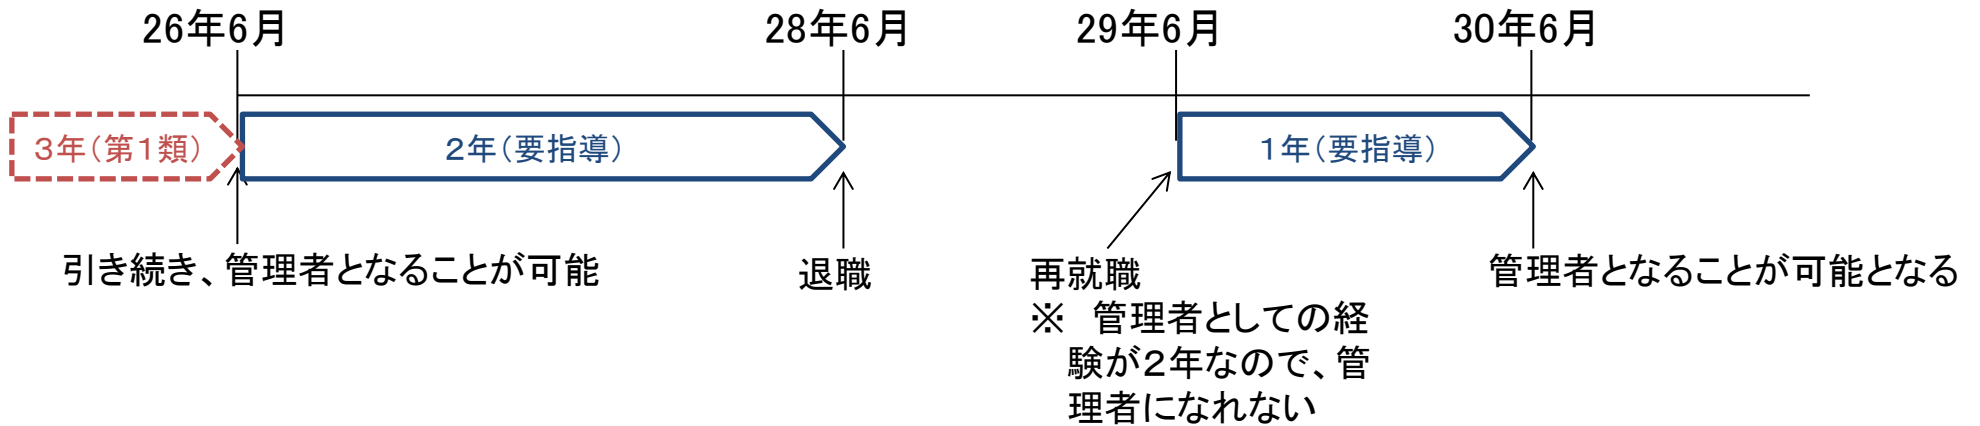 26年6月
28年6月
29年6月
30年6月
３年（第１類）
２年（要指導）
１年（要指導）
引き続き、管理者となることが可能
退職
再就職
※　管理者としての経
験が２年なので、管
理者になれない
管理者となることが可能となる